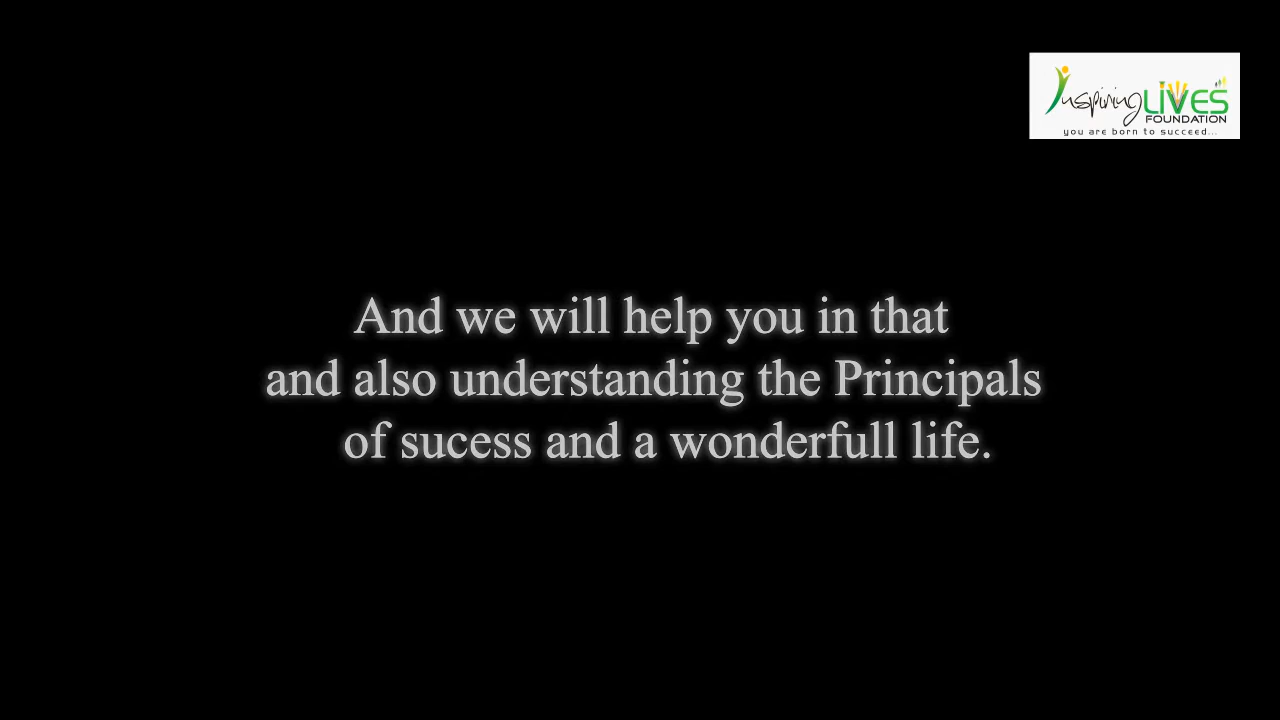 Inspiring LIVES
FOUNDATION
you are born to succeed...
And we will help you in that
and also understanding the Principals
of sucess and a wonderfull life.